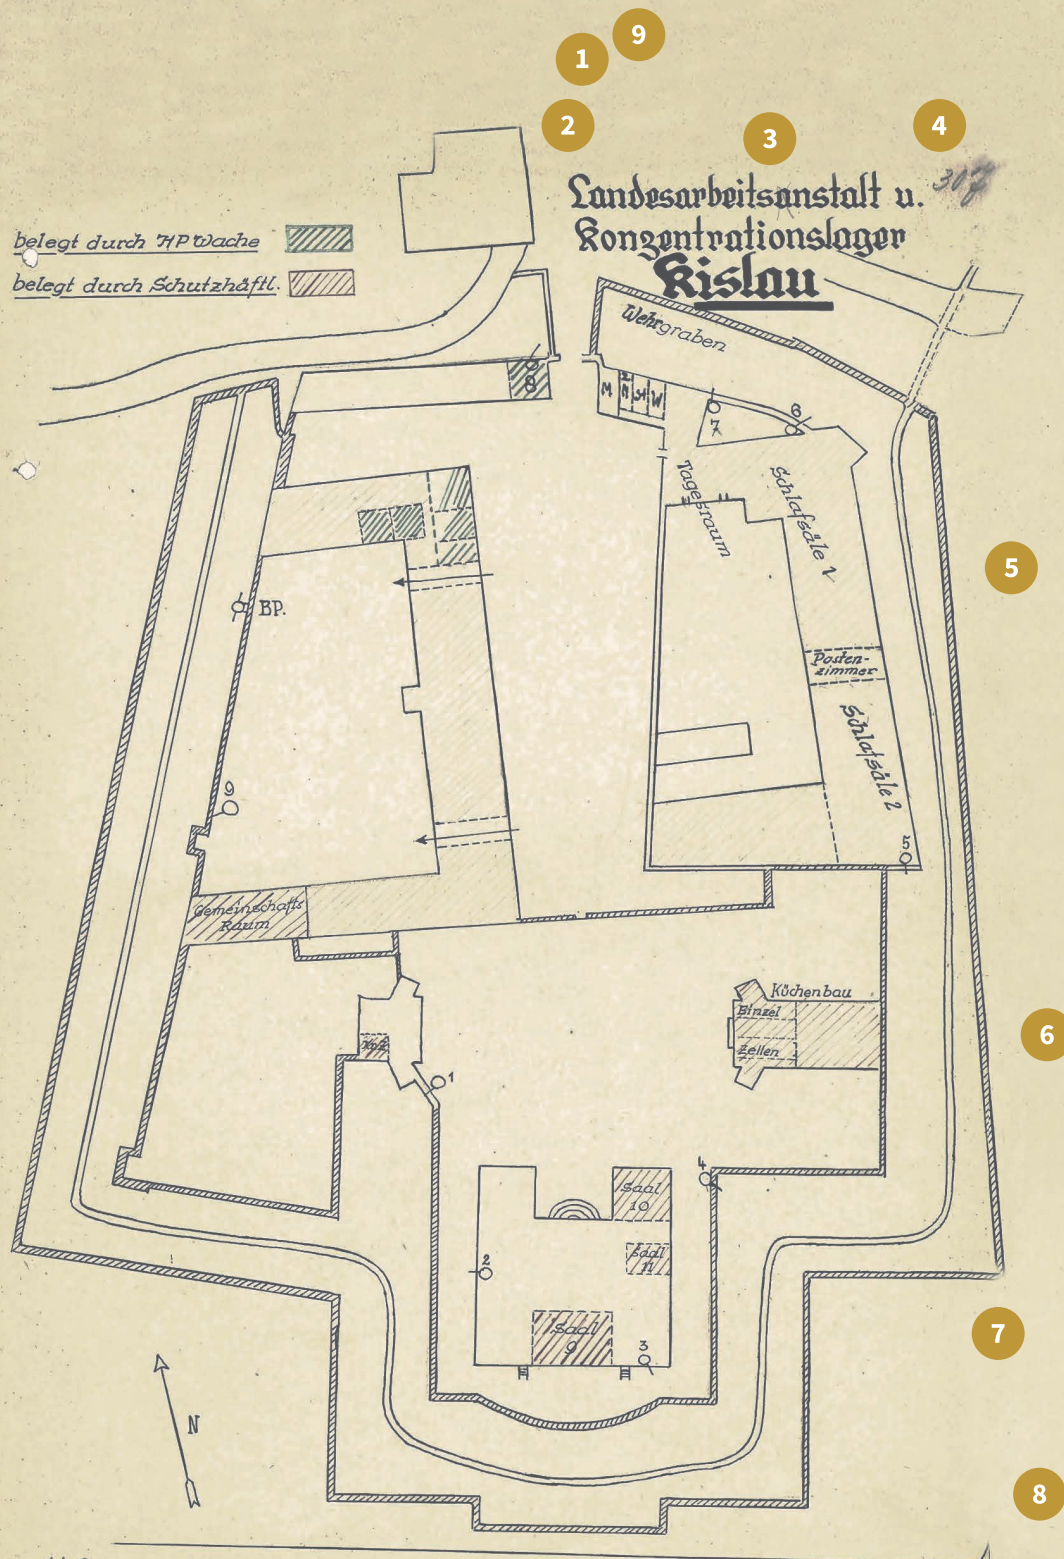 1
9
2
3
4
Landesarbeitsanstalt u.
Konzentrationslager
Kislau
belegt durch HP Wache
belegt durch Schutzhäftl.
Wehrgraben
8
M
W
7
6
Tagesraum
Schlafsäle 1
5
BP.
Posten-
zimmer
Schlafsäle 2
9
5
Gemeinschafts
Raum
Küchenbau
Einzel
Zellen
6
1
4
Saal
10
Saal
11
2
Saal
9
3
7
N
8